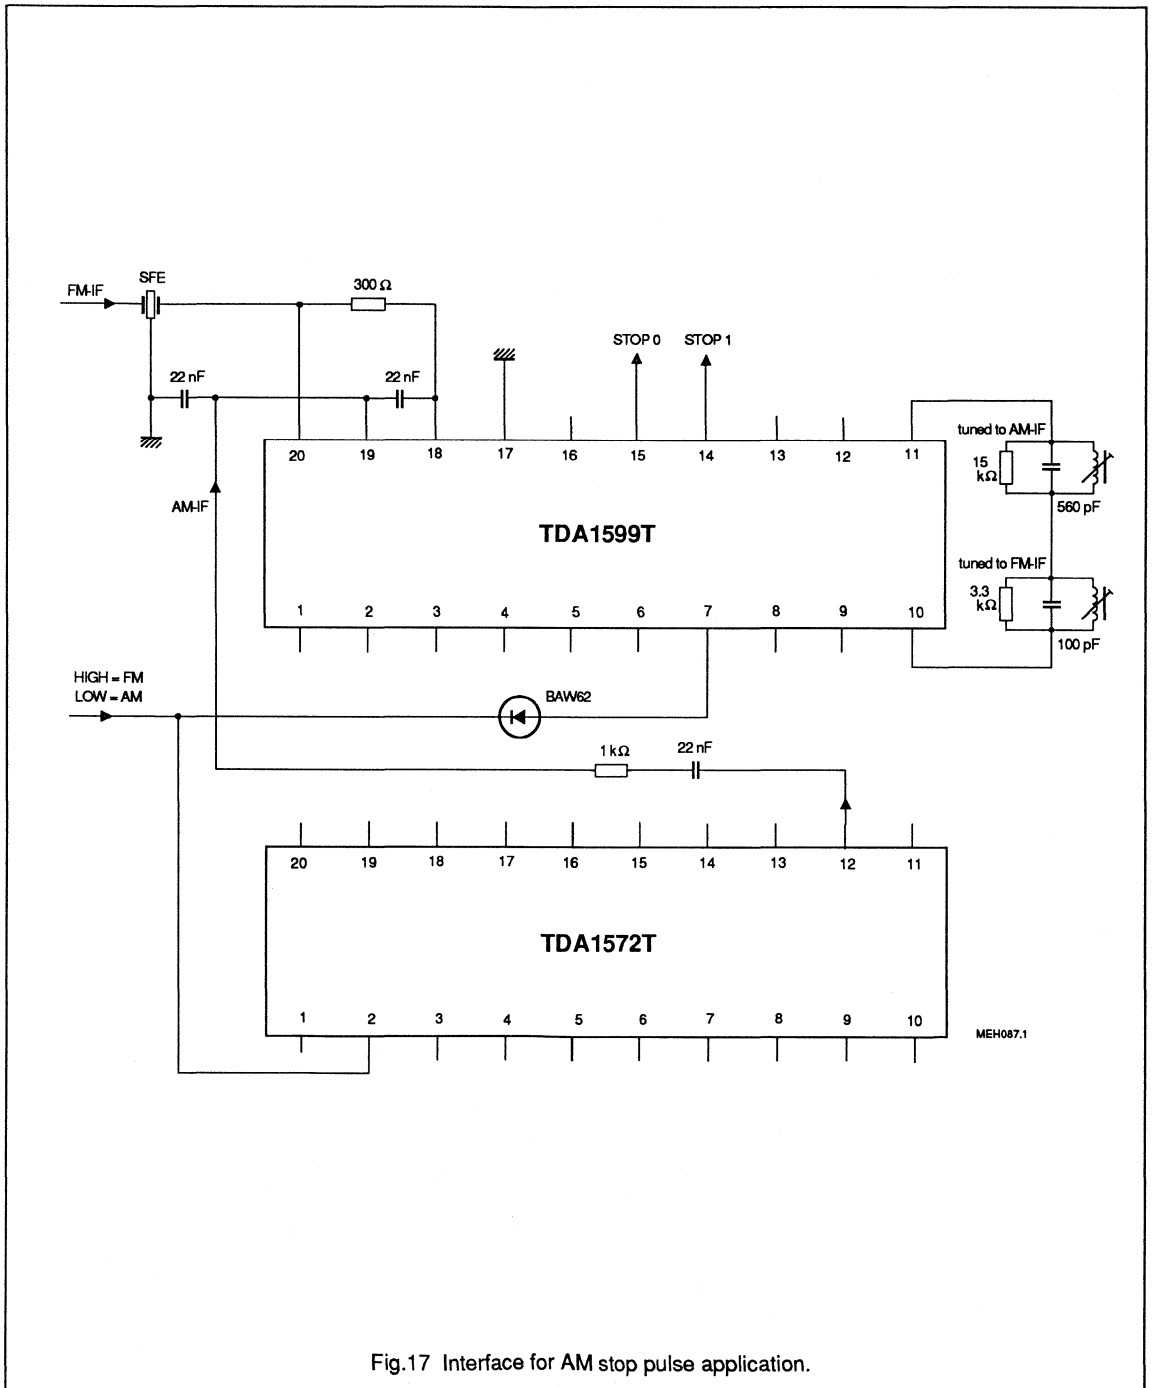 SFE
FM-IF
300 Ω
STOP 0 STOP 1
22 nF 22 nF
20 19 18 17 16 15 14 13 12 11
tuned to AM-IF
15
kΩ
560 pF
AM-IF
TDA1599T
tuned to FM-IF
3.3
kΩ
100 pF
1 2 3 4 5 6 7 8 9 10
HIGH = FM
LOW = AM
BAW62
1 kΩ 22 nF
20 19 18 17 16 15 14 13 12 11
TDA1572T
1 2 3 4 5 6 7 8 9 10
MEH087.1
Fig.17 Interface for AM stop pulse application.